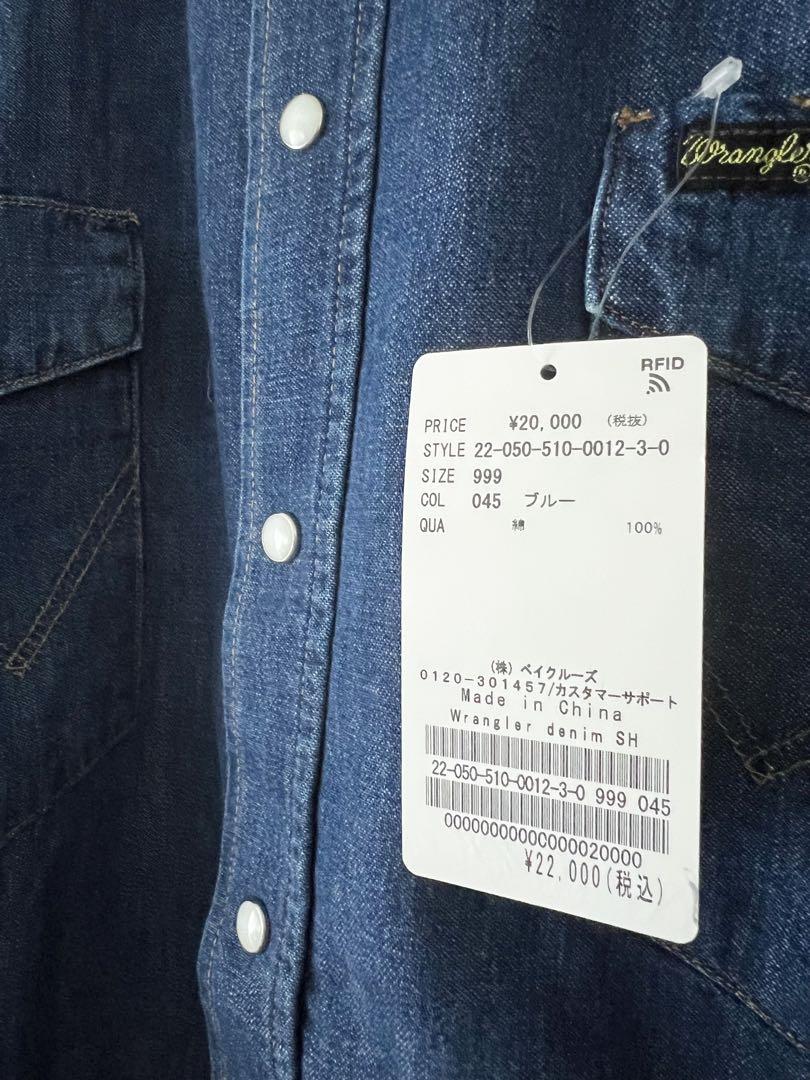 Wrangler
®
RFID
PRICE ¥20,000 (税抜)
STYLE 22-050-510-0012-3-0
SIZE 999
COL 045 ブルー
QUA 綿 100%
(株) ベイクルーズ
0120-301457/カスタマーサポート
Made in China
Wrangler denim SH
22-050-510-0012-3-0 999 045
00000000000000020000
¥22,000(税込)